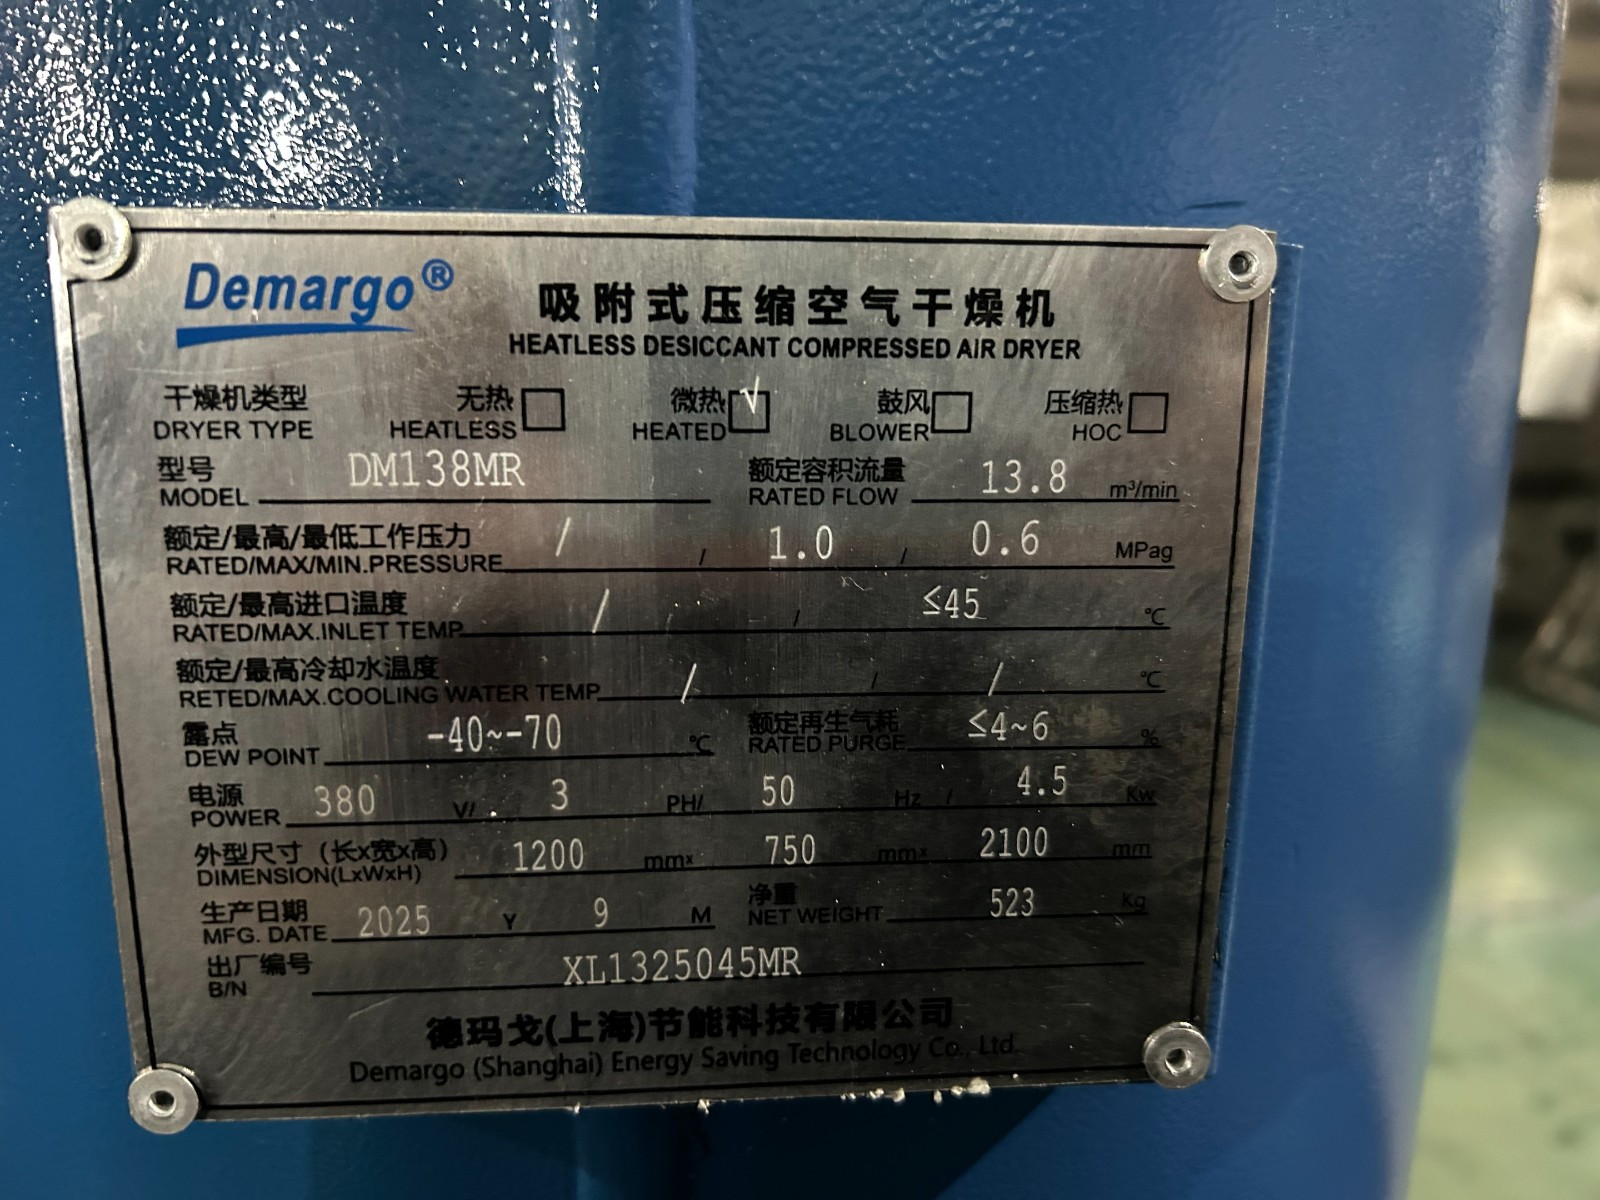 Demargo®
吸附式压缩空气干燥机
HEATLESS DESICCANT COMPRESSED AIR DRYER
干燥机类型 无热 微热 √ 鼓风 压缩热
DRYER TYPE HEATLESS HEATED BLOWER HOC
型号 DM138MR 额定容积流量 13.8 m³/min
MODEL RATED FLOW
额定/最高/最低工作压力 / / 1.0 / 0.6 MPag
RATED/MAX/MIN.PRESSURE
额定/最高进口温度 / / ≤45 ℃
RATED/MAX.INLET TEMP
额定/最高冷却水温度 / / / ℃
RETED/MAX.COOLING WATER TEMP
露点 -40~-70 ℃ 额定再生气耗 ≤4~6 %
DEW POINT RATED PURGE
电源 380 V/ 3 PH/ 50 Hz / 4.5 Kw
POWER
外型尺寸（长x宽x高） 1200 mmx 750 mmx 2100 mm
DIMENSION(LxWxH)
生产日期 2025 Y 9 M 净重 523 Kg
MFG. DATE NET WEIGHT
出厂编号 XL1325045MR
B/N
德玛戈(上海)节能科技有限公司
Demargo (Shanghai) Energy Saving Technology Co., Ltd.